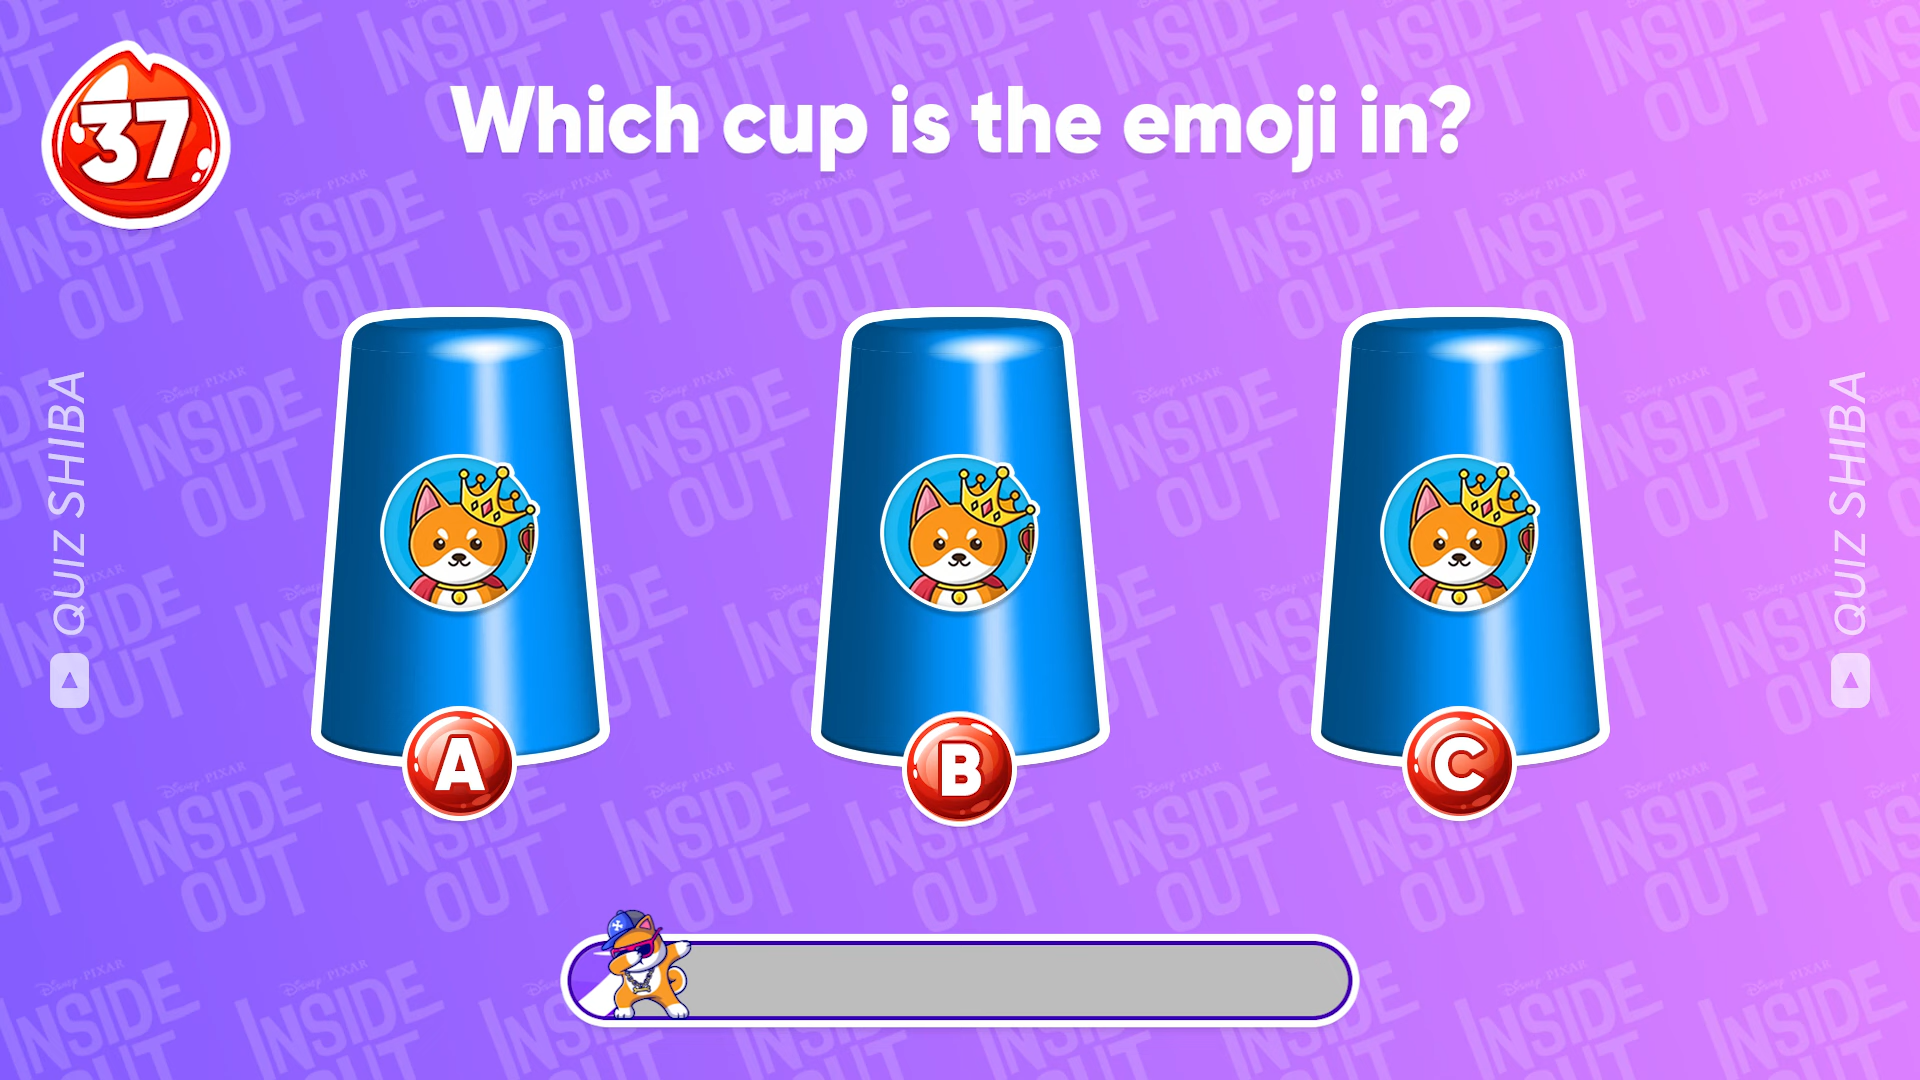 37
Which cup is the emoji in?
QUIZ SHIBA
QUIZ SHIBA
A
B
C
Disney PIXAR
INSIDE
OUT